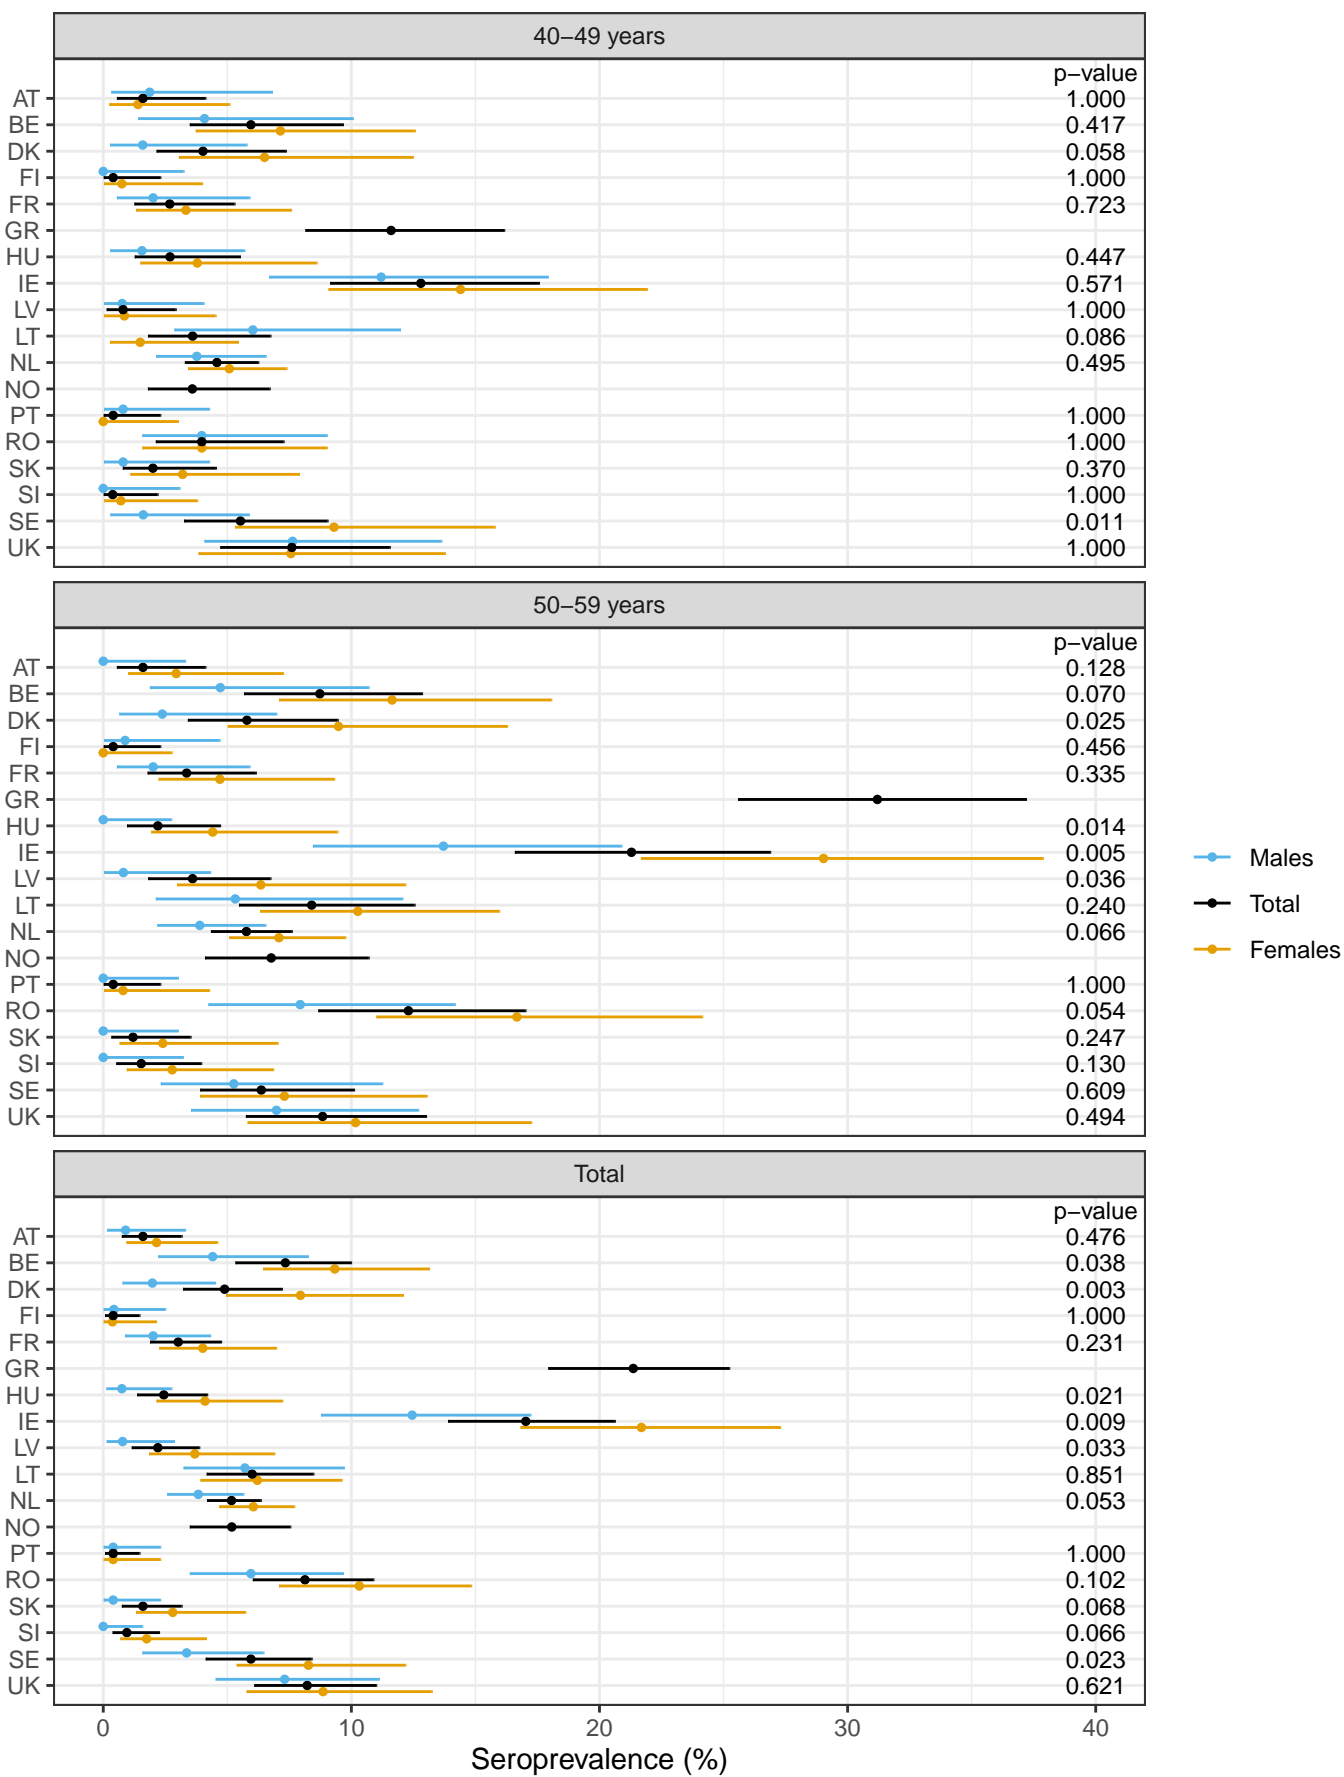 40−49 years
p−value
AT 1.000
BE 0.417
DK 0.058
FI 1.000
FR 0.723
GR
HU 0.447
IE 0.571
LV 1.000
LT 0.086
NL 0.495
NO
PT 1.000
RO 1.000
SK 0.370
SI 1.000
SE 0.011
UK 1.000
50−59 years
p−value
AT 0.128
BE 0.070
DK 0.025
FI 0.456
FR 0.335
GR
HU 0.014
IE 0.005
LV 0.036
LT 0.240
NL 0.066
NO
PT 1.000
RO 0.054
SK 0.247
SI 0.130
SE 0.609
UK 0.494
Total
p−value
AT 0.476
BE 0.038
DK 0.003
FI 1.000
FR 0.231
GR
HU 0.021
IE 0.009
LV 0.033
LT 0.851
NL 0.053
NO
PT 1.000
RO 0.102
SK 0.068
SI 0.066
SE 0.023
UK 0.621
0 10 20 30 40
Seroprevalence (%)
Males
Total
Females